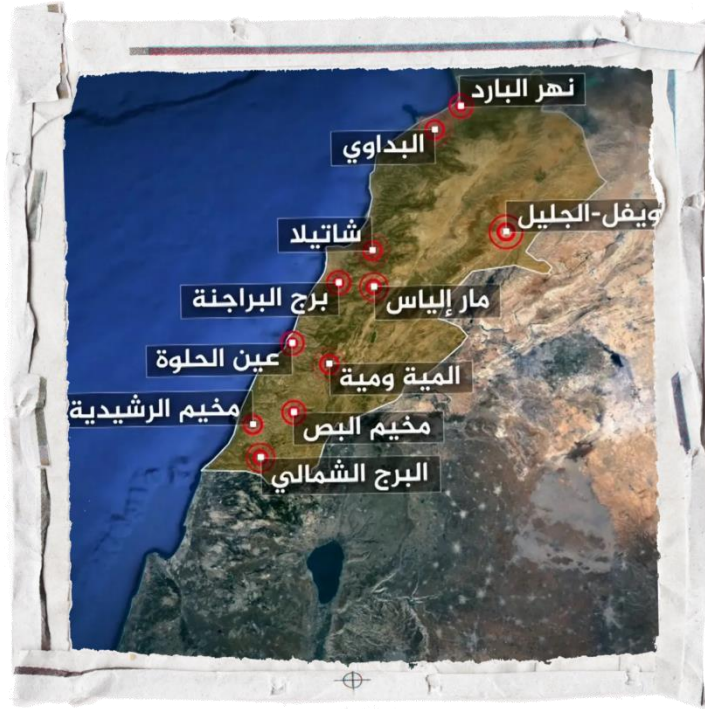 نهر البارد
البداوي
ويفل-الجليل
شاتيلا
برج البراجنة
مار إلياس
عين الحلوة
المية ومية
مخيم الرشيدية
مخيم البص
البرج الشمالي